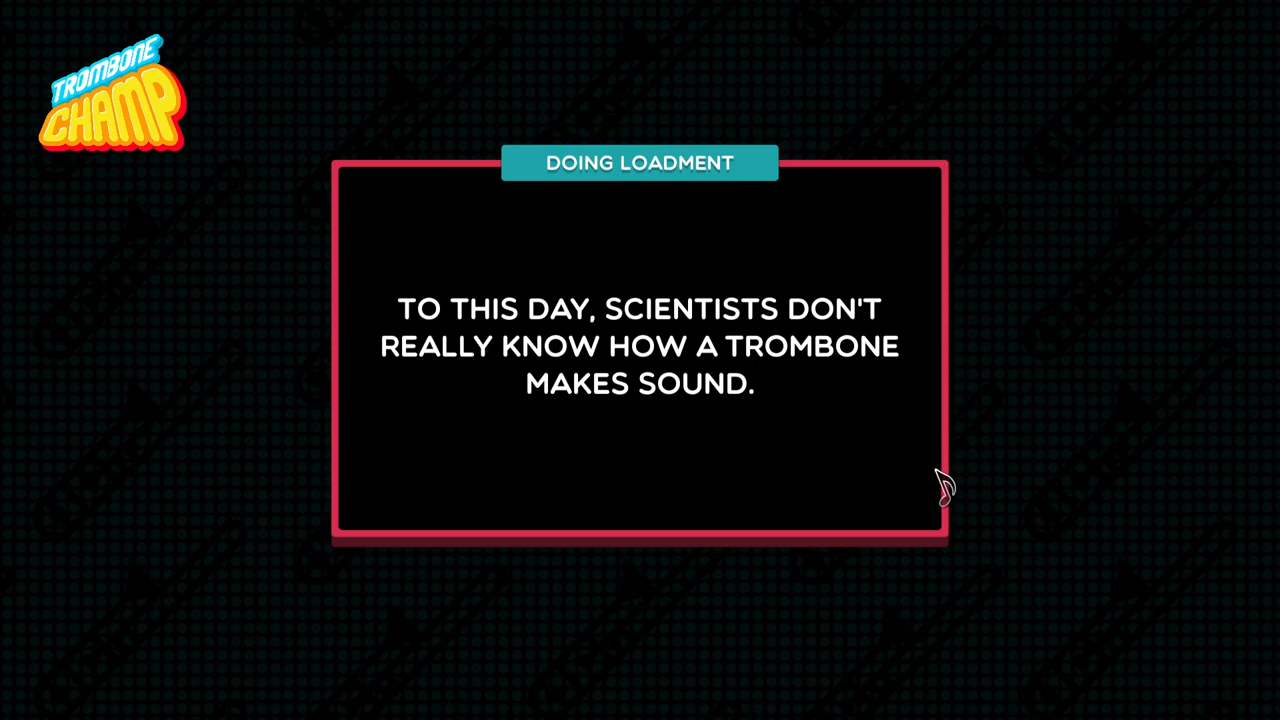 TROMBONE
CHAMP
DOING LOADMENT
TO THIS DAY, SCIENTISTS DON'T
REALLY KNOW HOW A TROMBONE
MAKES SOUND.